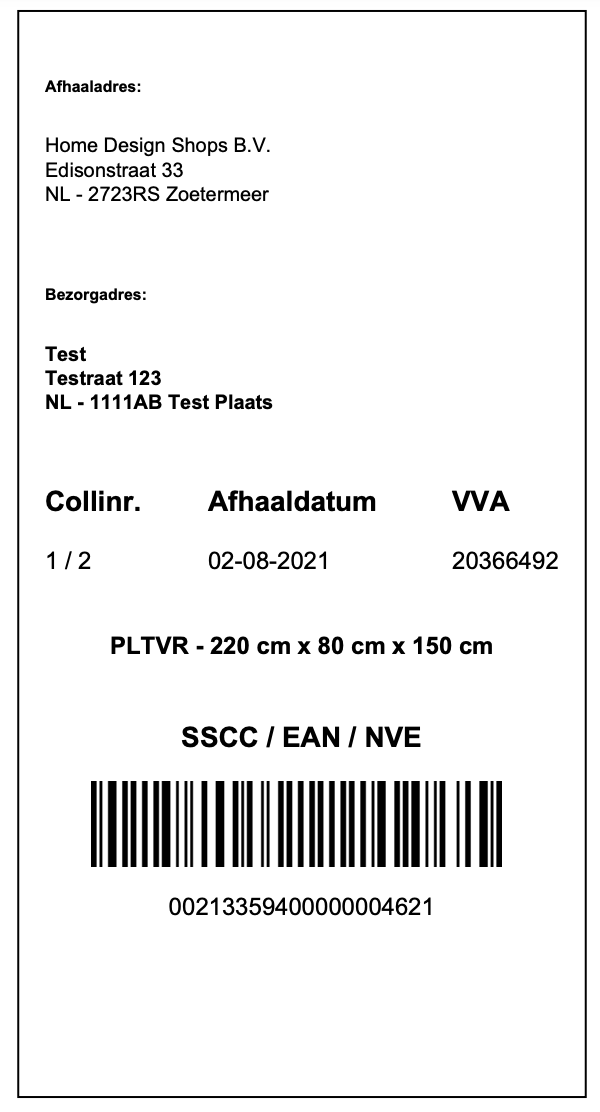 Afhaaladres:
Home Design Shops B.V.
Edisonstraat 33
NL - 2723RS Zoetermeer
Bezorgadres:
Test
Testraat 123
NL - 1111AB Test Plaats
Collinr. Afhaaldatum VVA
1 / 2 02-08-2021 20366492
PLTVR - 220 cm x 80 cm x 150 cm
SSCC / EAN / NVE
00213359400000004621